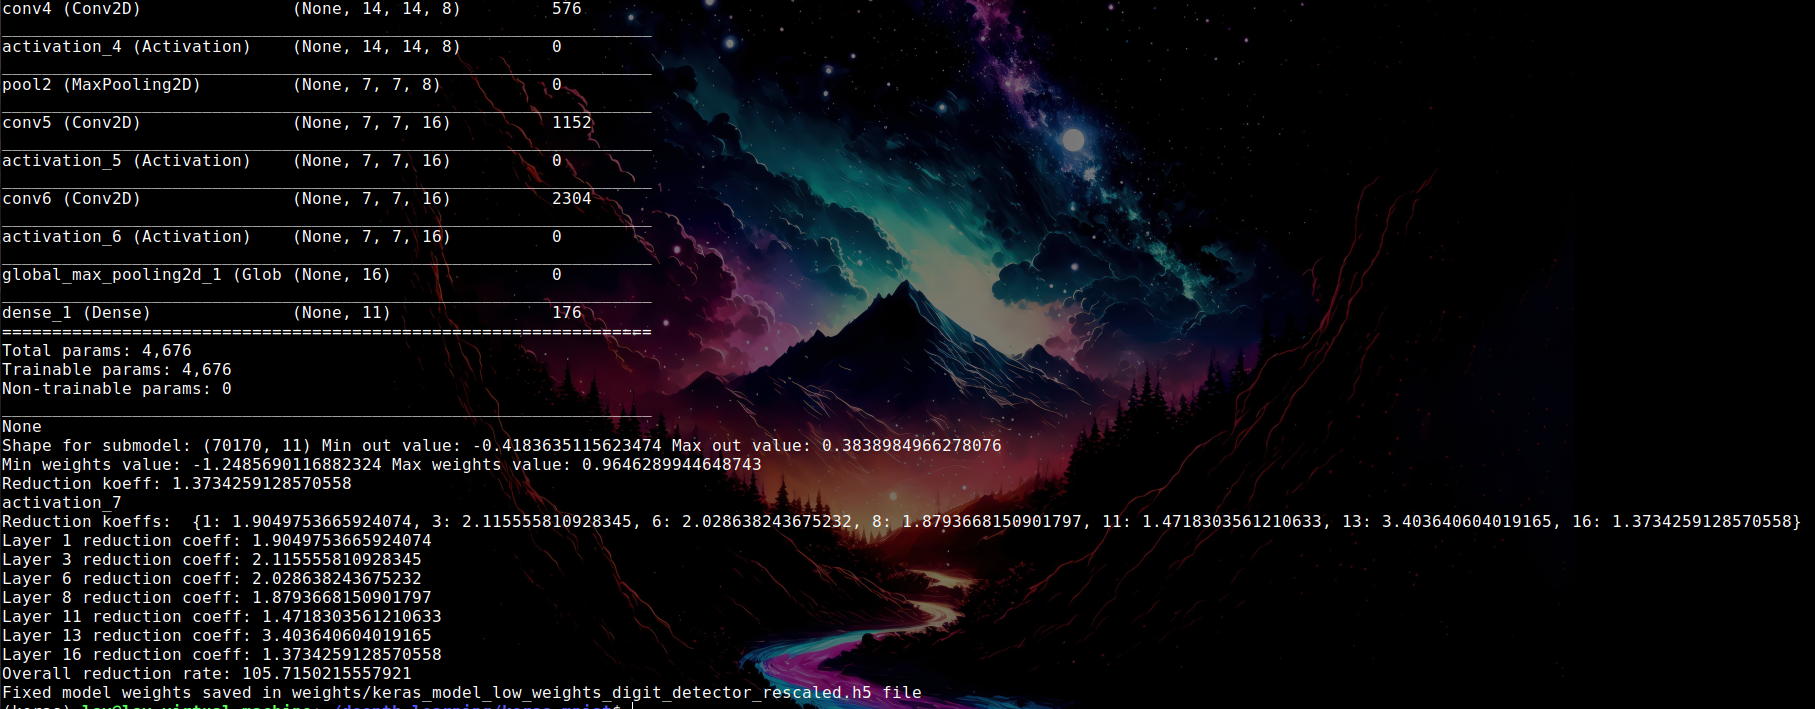 conv4 (Conv2D) (None, 14, 14, 8) 576
activation_4 (Activation) (None, 14, 14, 8) 0
pool2 (MaxPooling2D) (None, 7, 7, 8) 0
conv5 (Conv2D) (None, 7, 7, 16) 1152
activation_5 (Activation) (None, 7, 7, 16) 0
conv6 (Conv2D) (None, 7, 7, 16) 2304
activation_6 (Activation) (None, 7, 7, 16) 0
global_max_pooling2d_1 (Glob (None, 16) 0
dense_1 (Dense) (None, 11) 176
=================================================================
Total params: 4,676
Trainable params: 4,676
Non-trainable params: 0
None
Shape for submodel: (70170, 11) Min out value: -0.4183635115623474 Max out value: 0.3838984966278076
Min weights value: -1.2485690116882324 Max weights value: 0.9646289944648743
Reduction koeff: 1.3734259128570558
activation_7
Reduction koeffs:  {1: 1.9049753665924074, 3: 2.115555810928345, 6: 2.028638243675232, 8: 1.8793668150901797, 11: 1.4718303561210633, 13: 3.403640604019165, 16: 1.3734259128570558}
Layer 1 reduction coeff: 1.9049753665924074
Layer 3 reduction coeff: 2.115555810928345
Layer 6 reduction coeff: 2.028638243675232
Layer 8 reduction coeff: 1.8793668150901797
Layer 11 reduction coeff: 1.4718303561210633
Layer 13 reduction coeff: 3.403640604019165
Layer 16 reduction coeff: 1.3734259128570558
Overall reduction rate: 105.7150215557921
Fixed model weights saved in weights/keras_model_low_weights_digit_detector_rescaled.h5 file